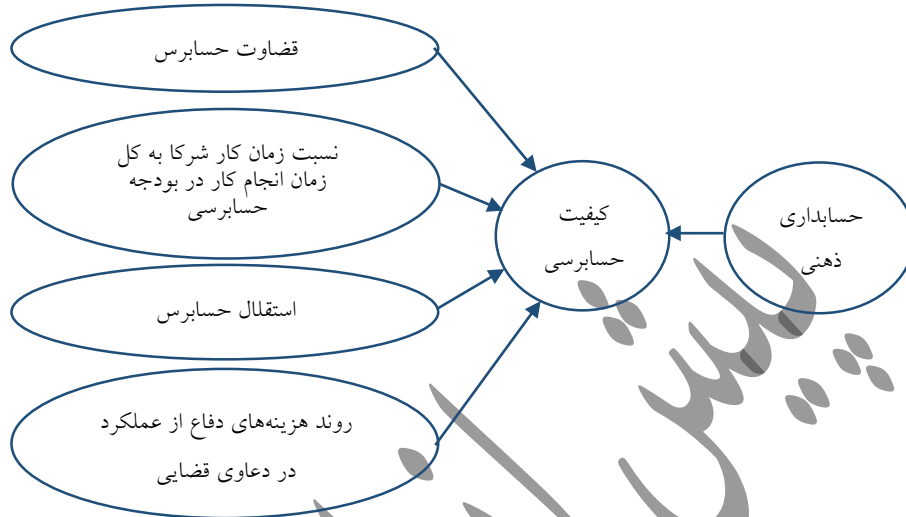 قضاوت حسابرس
نسبت زمان کار شرکا به کل
زمان انجام کار در بودجه
حسابرسی
استقلال حسابرس
روند هزینه‌های دفاع از عملکرد
در دعاوی قضایی
کیفیت
حسابرسی
حسابداری
ذهنی